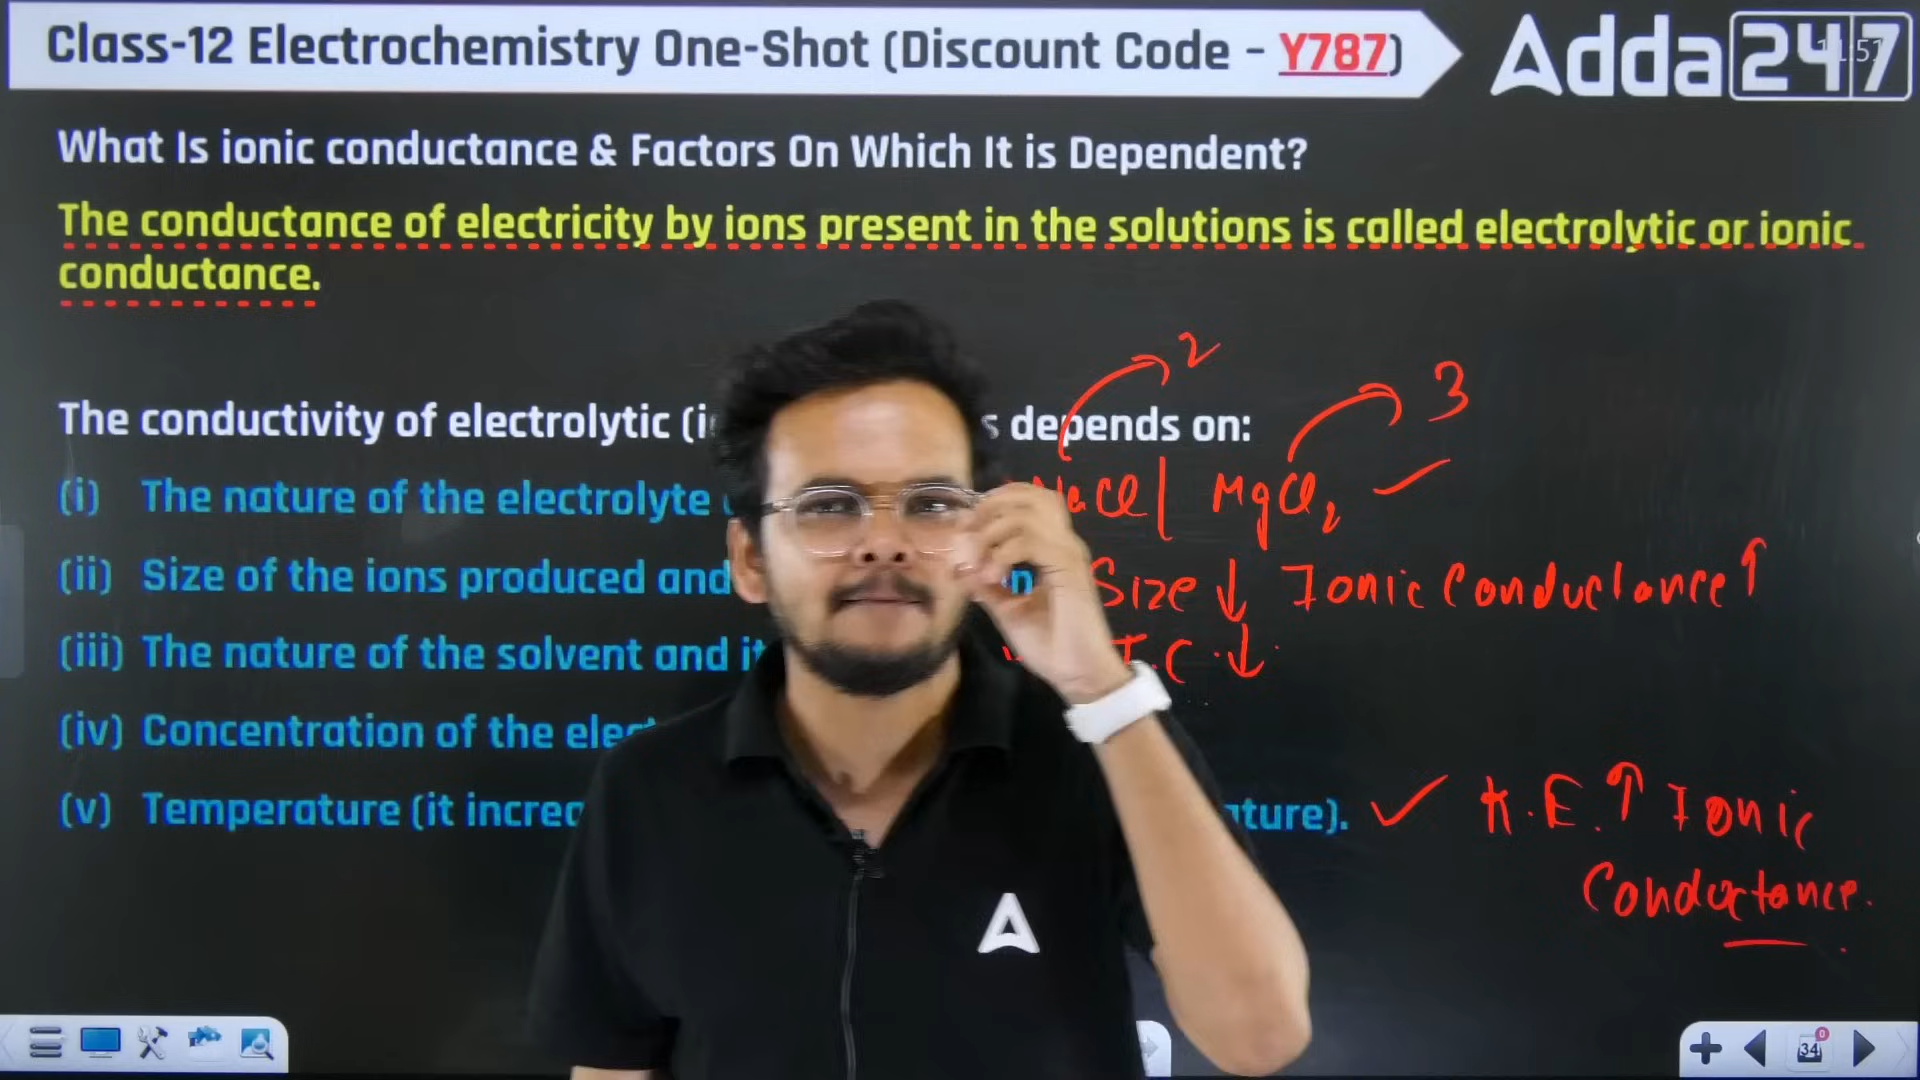 Class-12 Electrochemistry One-Shot (Discount Code - Y787)
Adda247
What Is ionic conductance & Factors On Which It is Dependent?
The conductance of electricity by ions present in the solutions is called electrolytic or ionic
conductance.
2
3
The conductivity of electrolytic depends on:
(i) The nature of the electrolyte NaCl | MgCl2
(ii) Size of the ions produced and Size ↓ Ionic Conductance ↑
(iii) The nature of the solvent and I.C. ↓
(iv) Concentration of the
(v) Temperature (it ✓ K.E. ↑ Ionic
Conductance.
34
0